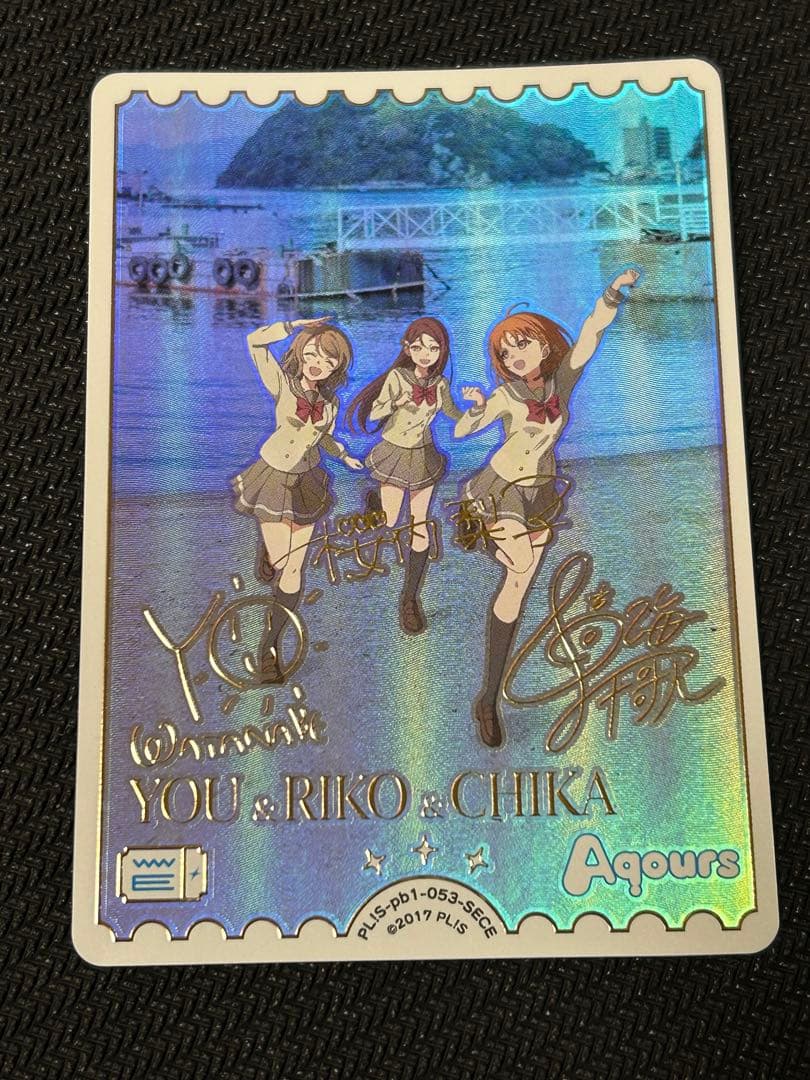 桜内梨子
YO
WATANABE
高海千歌
YOU & RIKO & CHIKA
Aqours
PLIS-pb1-053-SECE
©2017 PLIS